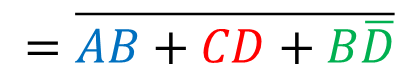 = \overline{AB + CD + B\overline{D}}